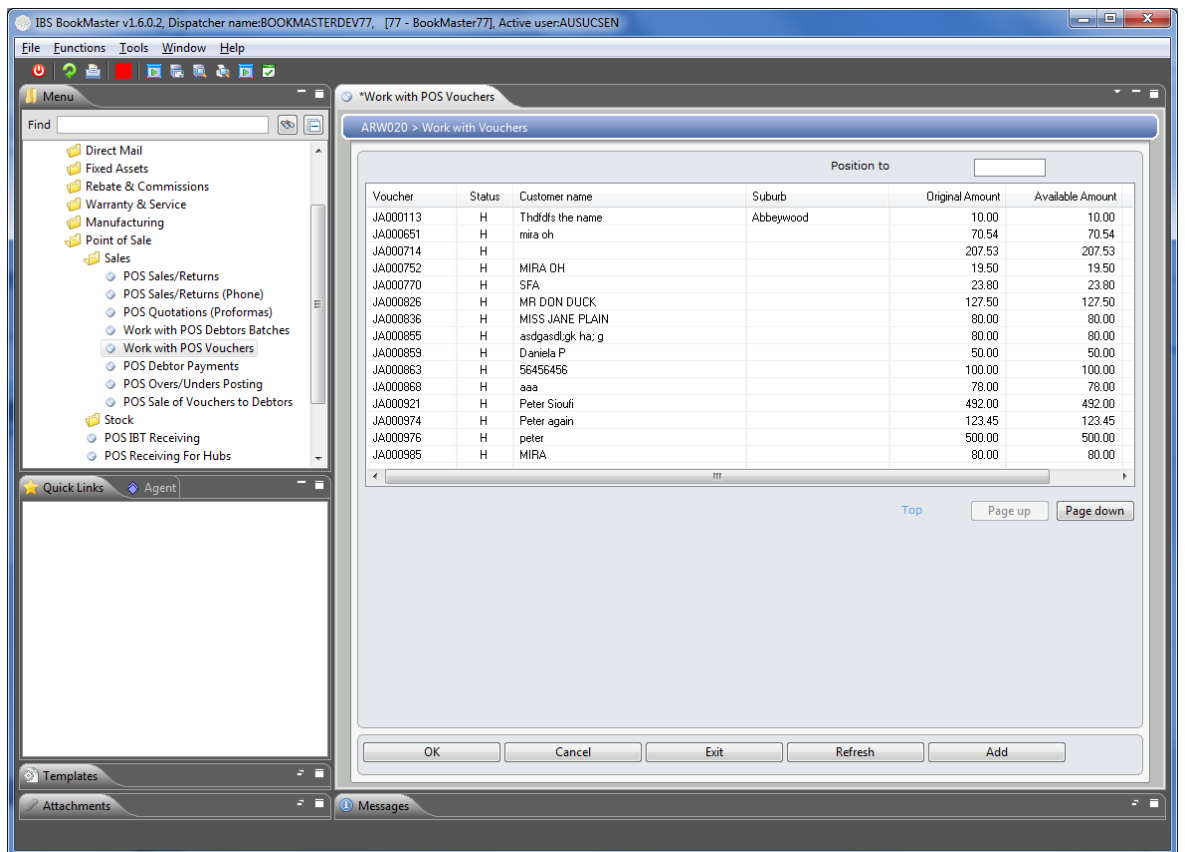 IBS BookMaster v1.6.0.2, Dispatcher name:BOOKMASTERDEV77, [77 - BookMaster77], Active user:AUSUCSEN
File Functions Tools Window Help
Menu
Find
Direct Mail
Fixed Assets
Rebate & Commissions
Warranty & Service
Manufacturing
Point of Sale
Sales
POS Sales/Returns
POS Sales/Returns (Phone)
POS Quotations (Proformas)
Work with POS Debtors Batches
Work with POS Vouchers
POS Debtor Payments
POS Overs/Unders Posting
POS Sale of Vouchers to Debtors
Stock
POS IBT Receiving
POS Receiving For Hubs
Quick Links Agent
Templates
Attachments
*Work with POS Vouchers
ARW020 > Work with Vouchers
Position to
Voucher Status Customer name Suburb Original Amount Available Amount
JA000113 H Thdfdfs the name Abbeywood 10.00 10.00
JA000651 H mira oh 70.54 70.54
JA000714 H 207.53 207.53
JA000752 H MIRA OH 19.50 19.50
JA000770 H SFA 23.80 23.80
JA000826 H MR DON DUCK 127.50 127.50
JA000836 H MISS JANE PLAIN 80.00 80.00
JA000855 H asdgasdl;gk ha; g 80.00 80.00
JA000859 H Daniela P 50.00 50.00
JA000863 H 56456456 100.00 100.00
JA000868 H aaa 78.00 78.00
JA000921 H Peter Sioufi 492.00 492.00
JA000974 H Peter again 123.45 123.45
JA000976 H peter 500.00 500.00
JA000985 H MIRA 80.00 80.00
Top Page up Page down
OK Cancel Exit Refresh Add
Messages